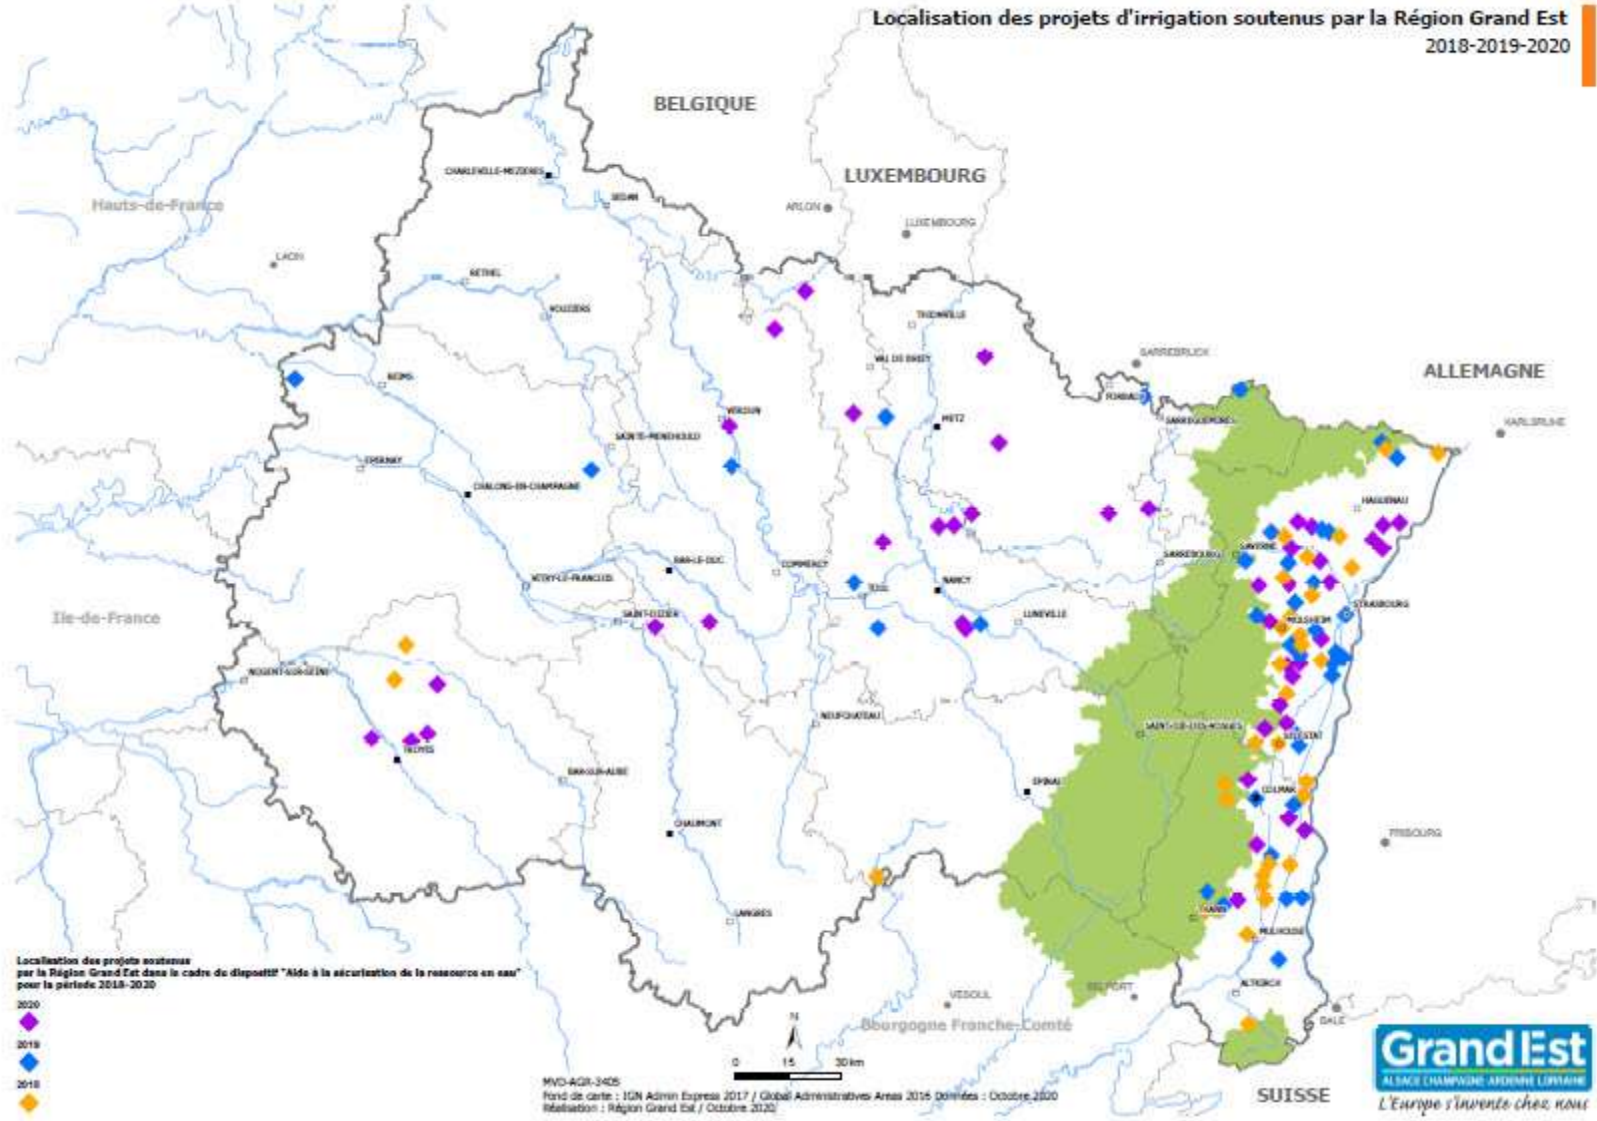 Localisation des projets d'irrigation soutenus par la Région Grand Est
2018-2019-2020
BELGIQUE
LUXEMBOURG
CHARLEVILLE-MEZIERES
SEDAN
ARLON
Hauts-de-France
LUXEMBOURG
LAON
RETHEL
VOUZIERS
THIONVILLE
SARREBRUCK
VAL DE BRIEY
ALLEMAGNE
REIMS
FORBACH
VERDUN
SARREGUEMINES
METZ
KARLSRUHE
SAINTE-MENEHOULD
EPERNAY
CHALONS-EN-CHAMPAGNE
HAGUENAU
SAVERNE
SARREBOURG
BAR-LE-DUC
COMMERCY
VITRY-LE-FRANCOIS
NANCY
TOUL
STRASBOURG
Ile-de-France
SAINT-DIZIER
LUNEVILLE
MOLSHEIM
NOGENT-SUR-SEINE
NEUFCHATEAU
SAINT-DIE-DES-VOSGES
SELESTAT
TROYES
BAR-SUR-AUBE
EPINAL
COLMAR
CHAUMONT
FRIBOURG
LANGRES
THANN
MULHOUSE
Localisation des projets soutenus
par la Région Grand Est dans le cadre du dispositif "Aide à la sécurisation de la ressource en eau"
pour la période 2018-2020
ALTKIRCH
BELFORT
VESOUL
2020
N
BALE
Bourgogne Franche-Comté
2019
Grand Est
ALSACE CHAMPAGNE-ARDENNE LORRAINE
0 15 30 km
2018
MVO-AGR-3405
Fond de carte : IGN Admin Express 2017 / Global Administratives Areas 2016 Données : Octobre 2020
Réalisation : Région Grand Est / Octobre 2020
SUISSE
L'Europe s'invente chez nous